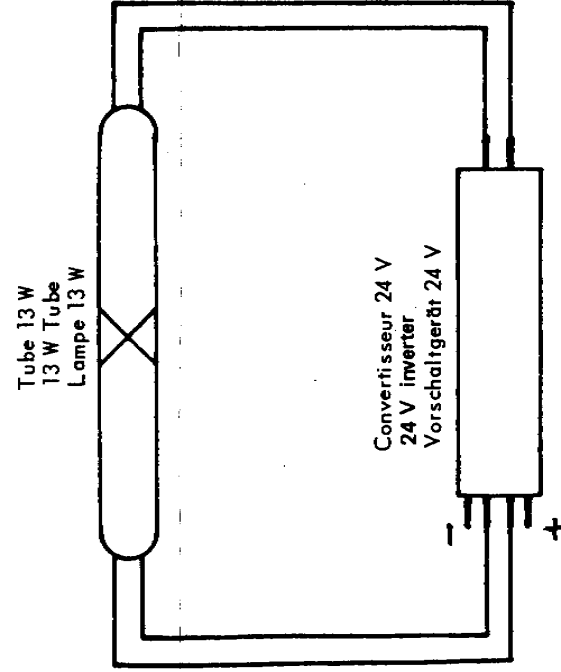 Tube 13 W
13 W Tube
Lampe 13 W
Convertisseur 24 V
24 V inverter
Vorschaltgerät 24 V
-
+